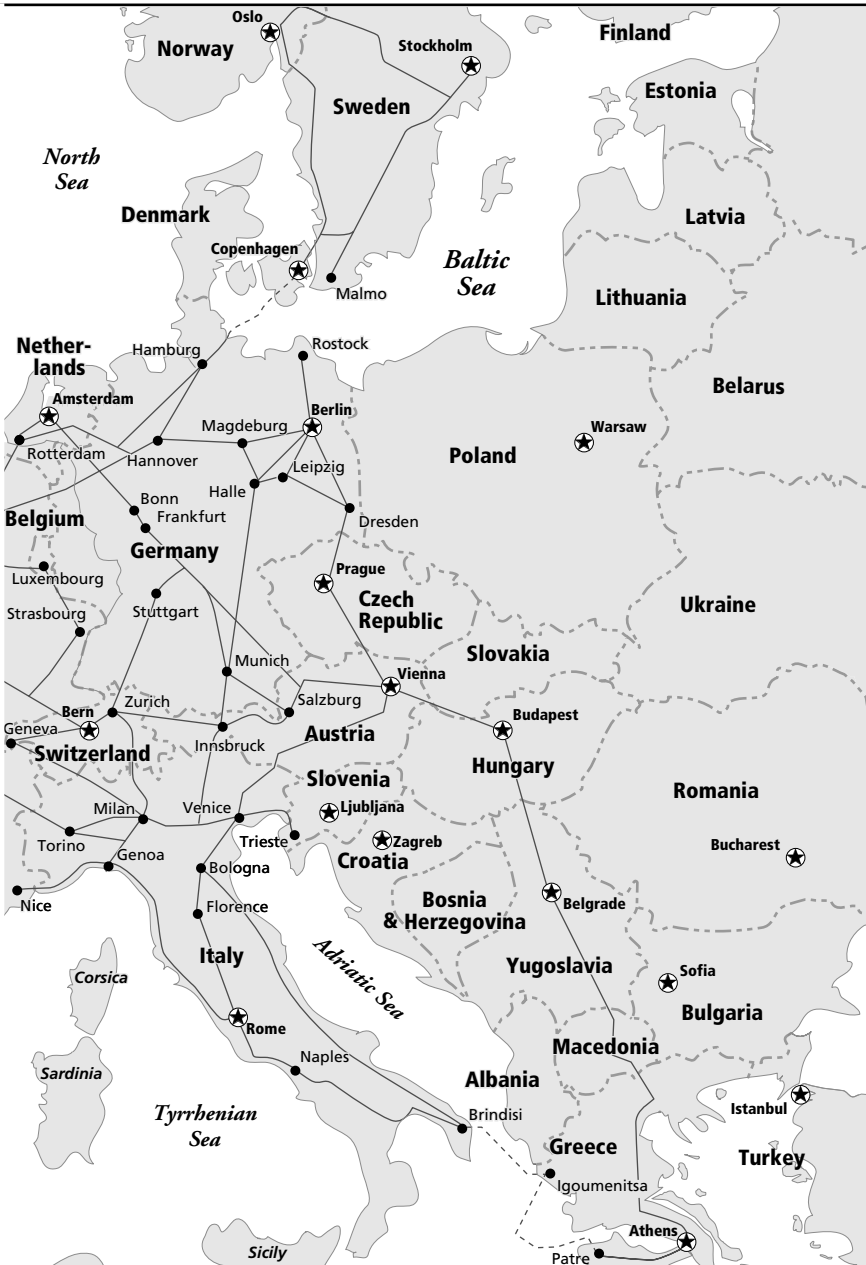 Oslo
Norway
Stockholm
Finland
Estonia
Sweden
North
Sea
Denmark
Latvia
Copenhagen
Baltic
Sea
Malmo
Lithuania
Nether-
lands
Hamburg
Rostock
Amsterdam
Belarus
Magdeburg
Berlin
Warsaw
Rotterdam
Hannover
Poland
Leipzig
Halle
Bonn
Frankfurt
Dresden
Belgium
Germany
Luxembourg
Prague
Czech
Republic
Strasbourg
Stuttgart
Ukraine
Slovakia
Munich
Vienna
Zurich
Salzburg
Bern
Geneva
Innsbruck
Austria
Budapest
Switzerland
Hungary
Slovenia
Romania
Milan
Venice
Ljubljana
Torino
Trieste
Zagreb
Bucharest
Genoa
Croatia
Bologna
Nice
Florence
Bosnia
& Herzegovina
Belgrade
Italy
Adriatic Sea
Yugoslavia
Sofia
Corsica
Bulgaria
Rome
Macedonia
Naples
Sardinia
Albania
Tyrrhenian
Sea
Brindisi
Istanbul
Greece
Turkey
Igoumenitsa
Athens
Sicily
Patre